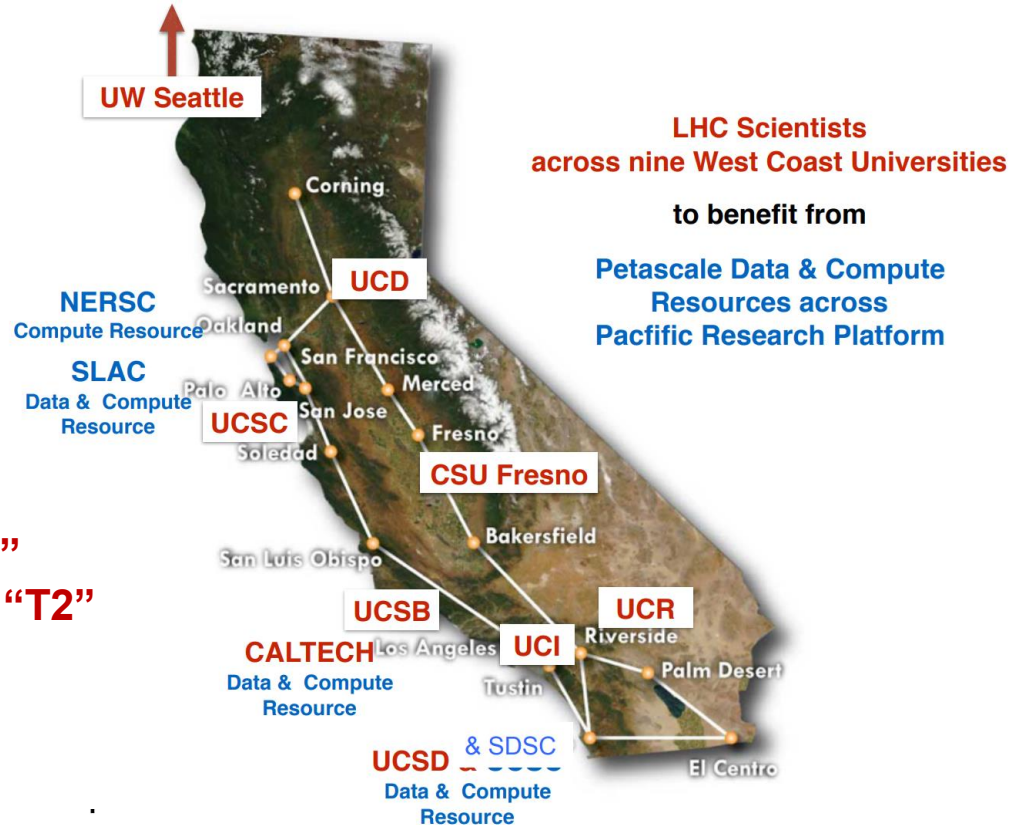 UW Seattle
LHC Scientists
across nine West Coast Universities
to benefit from
Petascale Data & Compute
Resources across
Pacfific Research Platform
Corning
Sacramento
UCD
NERSC
Compute Resource
Oakland
San Francisco
SLAC
Data & Compute
Resource
Palo Alto
Merced
San Jose
UCSC
Fresno
Soledad
CSU Fresno
Bakersfield
”
San Luis Obispo
“T2”
UCSB
UCR
Riverside
CALTECH
Los Angeles
UCI
Data & Compute
Resource
Palm Desert
Tustin
& SDSC
UCSD
El Centro
Data & Compute
Resource
.